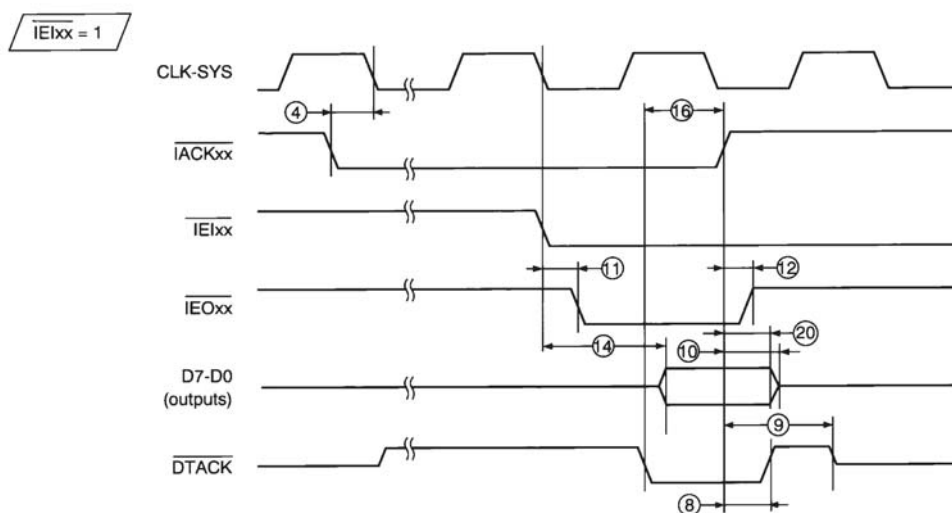 IEIxx = 1
CLK-SYS
4
16
IACKxx
IEIxx
11
12
IEOxx
20
14
10
D7-D0
(outputs)
9
DTACK
8